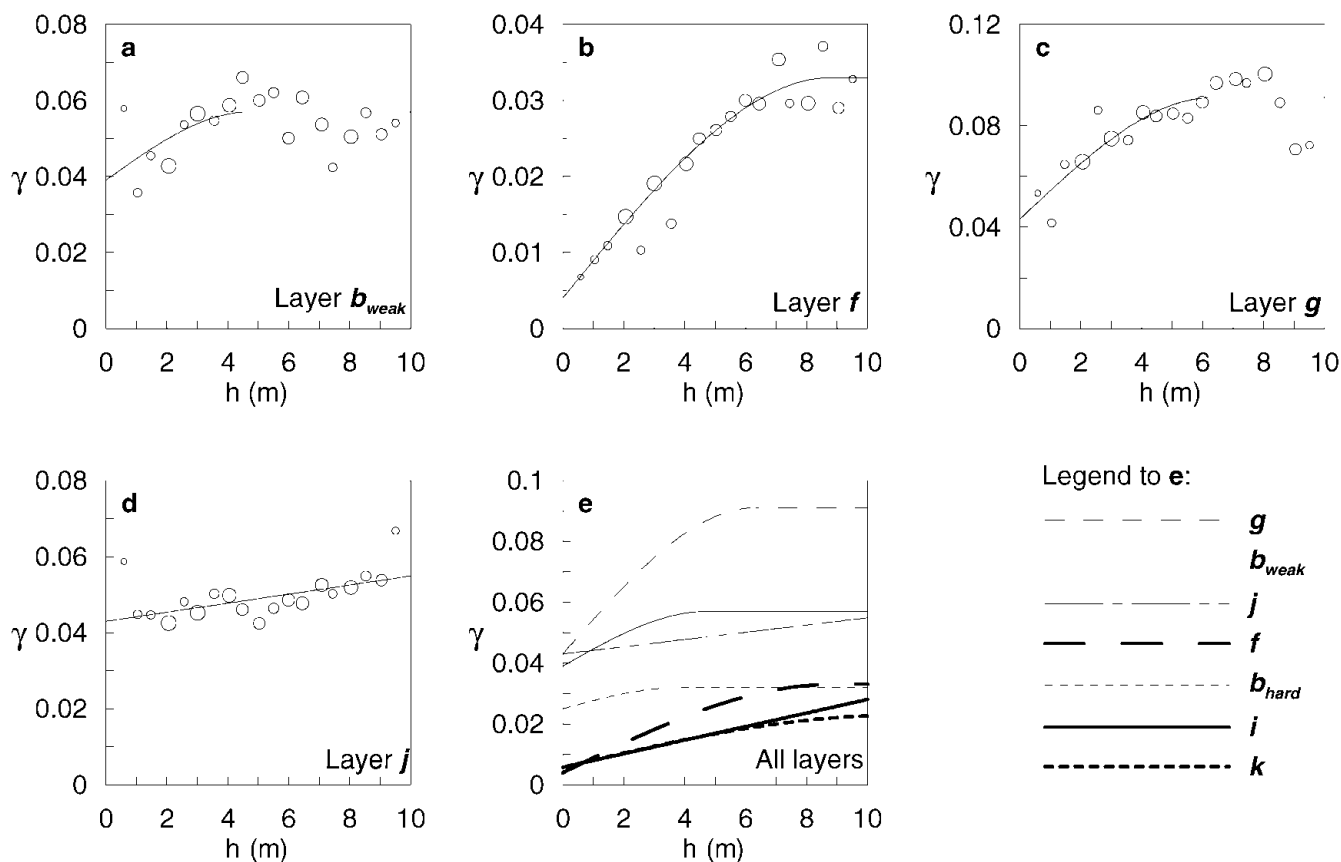 a
0.08
0.06
γ 0.04
0.02
0
0 2 4 6 8 10
h (m)
Layer b_weak
b
0.04
0.03
γ 0.02
0.01
0
0 2 4 6 8 10
h (m)
Layer f
c
0.12
0.08
γ
0.04
0
0 2 4 6 8 10
h (m)
Layer g
d
0.08
0.06
γ 0.04
0.02
0
0 2 4 6 8 10
h (m)
Layer j
e
0.1
0.08
0.06
γ
0.04
0.02
0
0 2 4 6 8 10
h (m)
All layers
Legend to e:
g
b_weak
j
f
b_hard
i
k